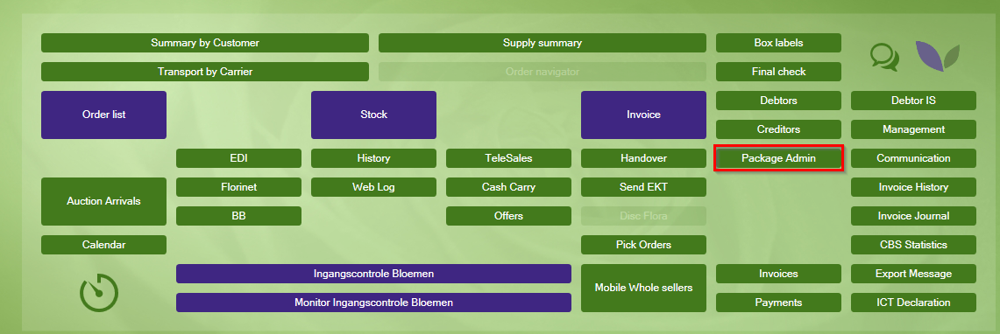 Summary by Customer
Supply summary
Box labels
Transport by Carrier
Order navigator
Final check
Order list
Stock
Invoice
Debtors
Debtor IS
Creditors
Management
EDI
History
TeleSales
Handover
Package Admin
Communication
Auction Arrivals
Florinet
Web Log
Cash Carry
Send EKT
Invoice History
BB
Offers
Disc Flora
Invoice Journal
Calendar
Pick Orders
CBS Statistics
Ingangscontrole Bloemen
Mobile Whole sellers
Invoices
Export Message
Monitor Ingangscontrole Bloemen
Payments
ICT Declaration